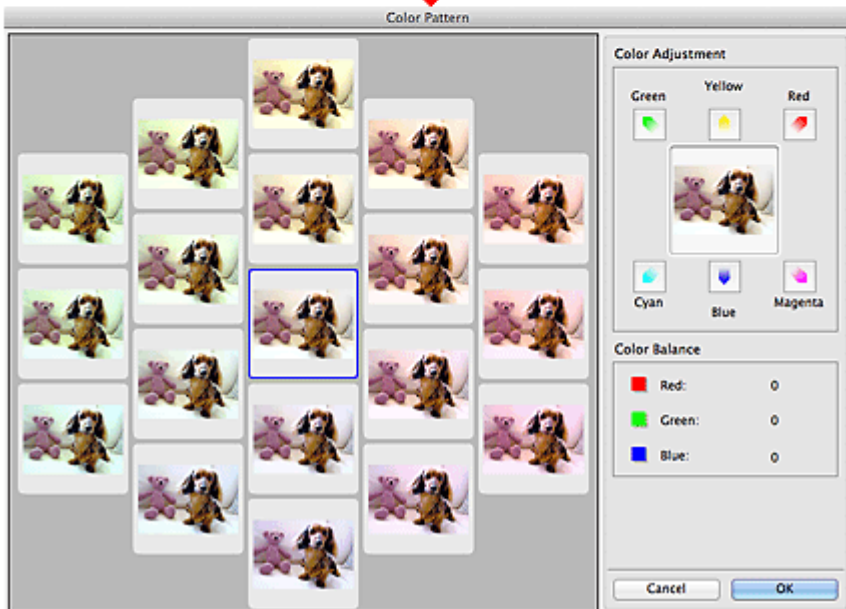 Color Pattern
Color Adjustment
Green Yellow Red
Cyan Blue Magenta
Color Balance
Red: 0
Green: 0
Blue: 0
Cancel OK